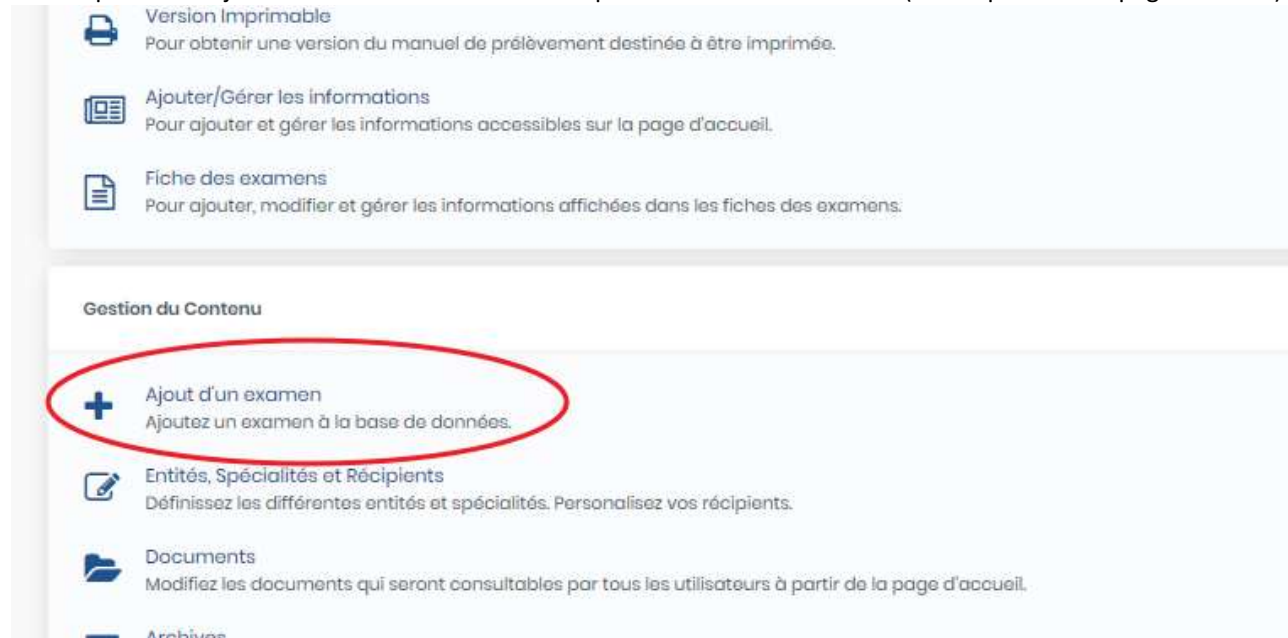 Version Imprimable
Pour obtenir une version du manuel de prélèvement destinée à être imprimée.
Ajouter/Gérer les informations
Pour ajouter et gérer les informations accessibles sur la page d'accueil.
Fiche des examens
Pour ajouter, modifier et gérer les informations affichées dans les fiches des examens.
Gestion du Contenu
Ajout d'un examen
Ajoutez un examen à la base de données.
Entités, Spécialités et Récipients
Définissez les différentes entités et spécialités. Personalisez vos récipients.
Documents
Modifiez les documents qui seront consultables par tous les utilisateurs à partir de la page d'accueil.
Archives